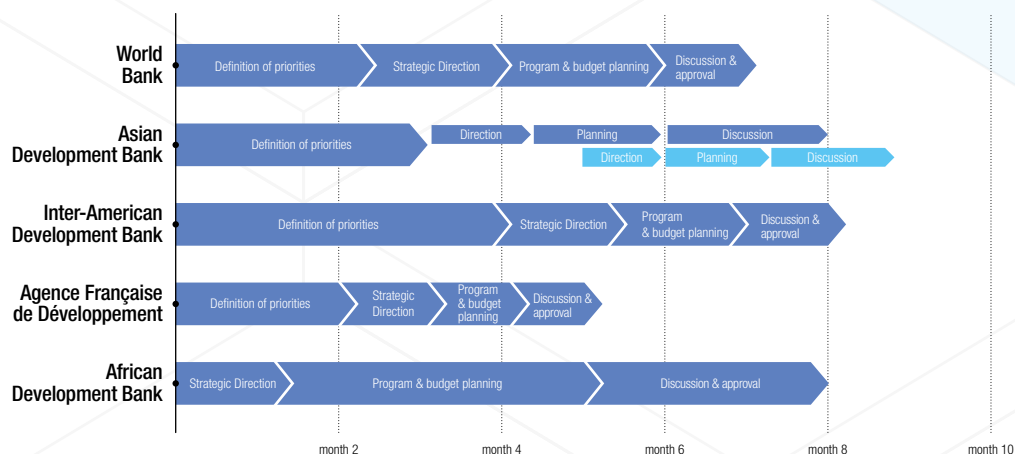 World
Bank
Definition of priorities
Strategic Direction
Program & budget planning
Discussion &
approval
Asian
Development Bank
Definition of priorities
Direction
Planning
Discussion
Direction
Planning
Discussion
Inter-American
Development Bank
Definition of priorities
Strategic Direction
Program
& budget planning
Discussion &
approval
Agence Française
de Développement
Definition of priorities
Strategic
Direction
Program
& budget
planning
Discussion &
approval
African
Development Bank
Strategic Direction
Program & budget planning
Discussion & approval
month 2
month 4
month 6
month 8
month 10